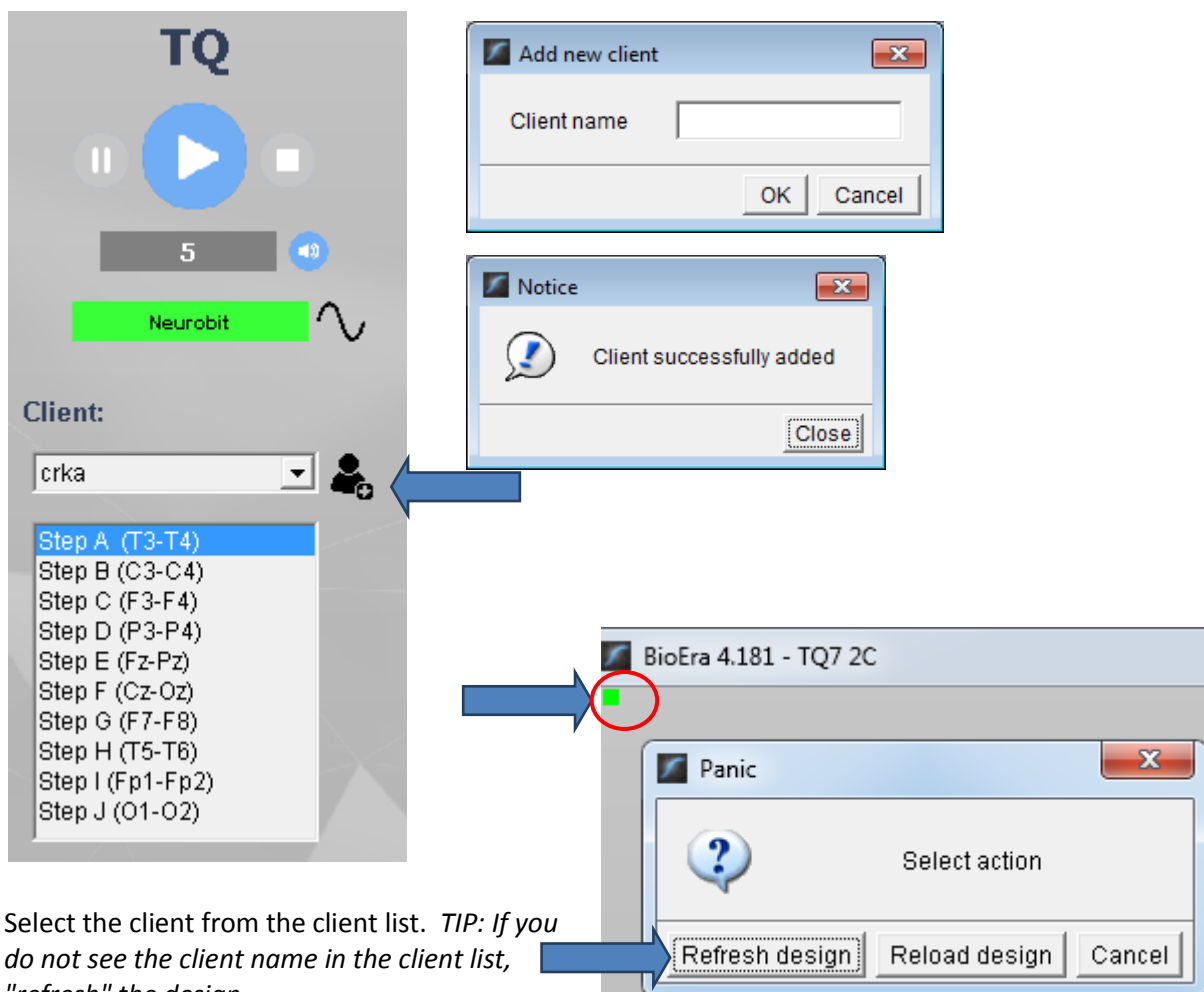 TQ
5
Neurobit
Client:
crka
Step A (T3-T4)
Step B (C3-C4)
Step C (F3-F4)
Step D (P3-P4)
Step E (Fz-Pz)
Step F (Cz-Oz)
Step G (F7-F8)
Step H (T5-T6)
Step I (Fp1-Fp2)
Step J (O1-O2)
Add new client
Client name
OK Cancel
Notice
Client successfully added
Close
BioEra 4.181 - TQ7 2C
Panic
Select action
Refresh design Reload design Cancel
Select the client from the client list. TIP: If you
do not see the client name in the client list,
"refresh" the design